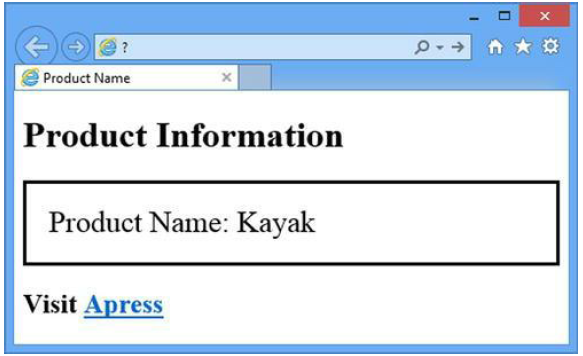 ?
Product Name
Product Information
Product Name: Kayak
Visit Apress